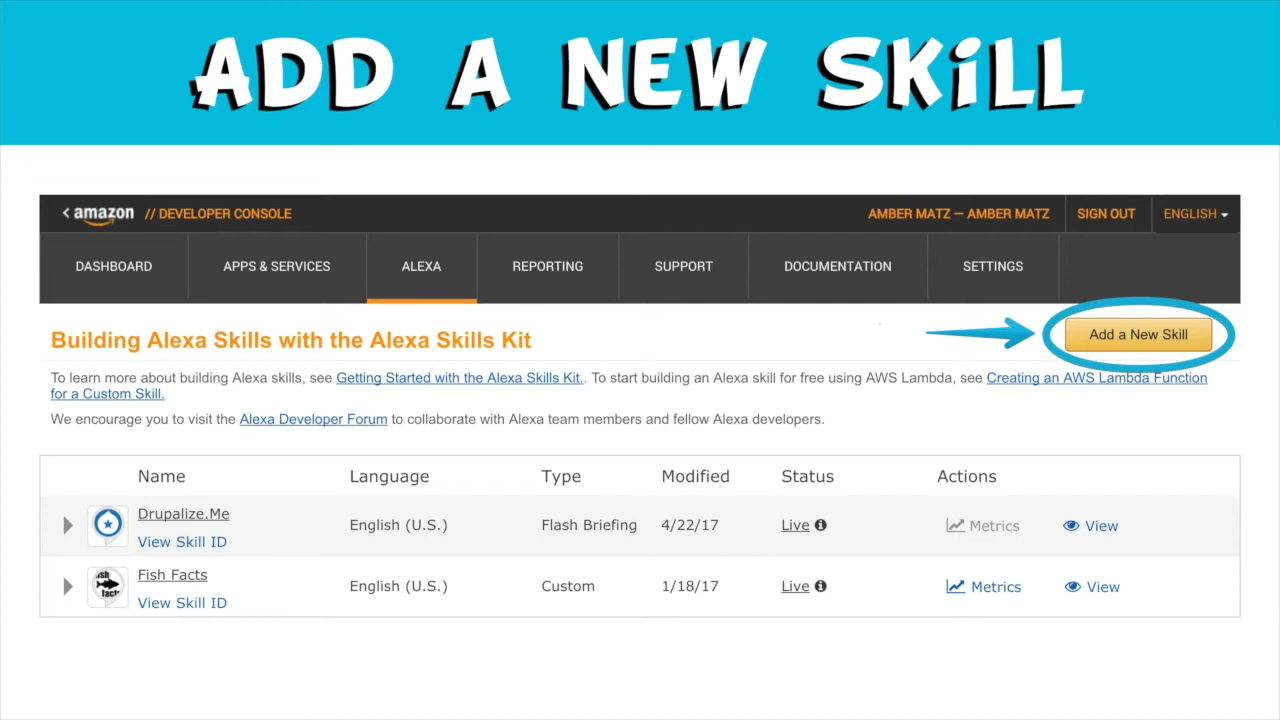 ADD A NEW SKiLL
< amazon // DEVELOPER CONSOLE AMBER MATZ — AMBER MATZ SIGN OUT ENGLISH
DASHBOARD APPS & SERVICES ALEXA REPORTING SUPPORT DOCUMENTATION SETTINGS
Building Alexa Skills with the Alexa Skills Kit Add a New Skill
To learn more about building Alexa skills, see Getting Started with the Alexa Skills Kit.. To start building an Alexa skill for free using AWS Lambda, see Creating an AWS Lambda Function
for a Custom Skill.
We encourage you to visit the Alexa Developer Forum to collaborate with Alexa team members and fellow Alexa developers.
Name Language Type Modified Status Actions
Drupalize.Me English (U.S.) Flash Briefing 4/22/17 Live Metrics View
View Skill ID
Fish Facts English (U.S.) Custom 1/18/17 Live Metrics View
View Skill ID